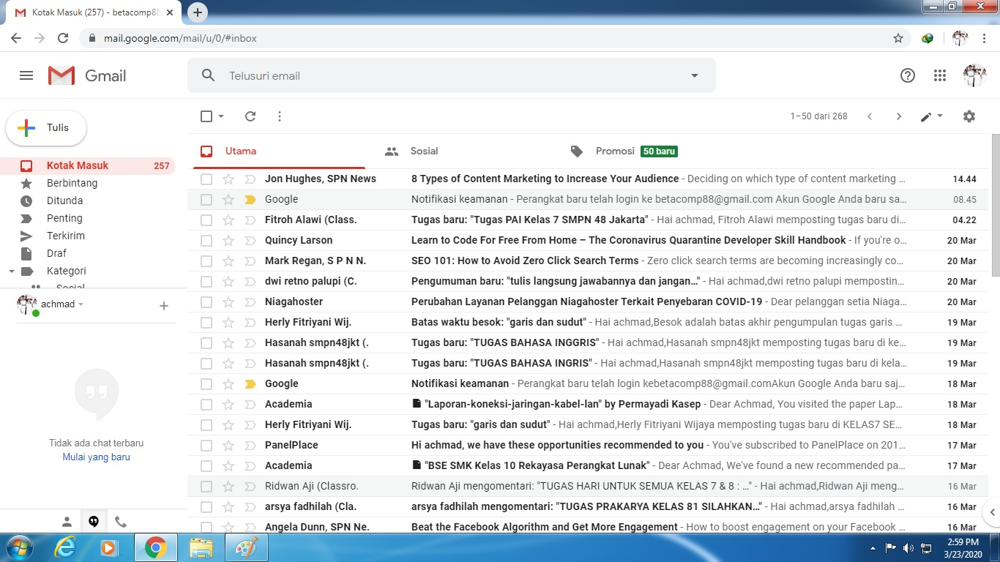 Kotak Masuk (257) - betacomp88
mail.google.com/mail/u/0/#inbox
Gmail
Telusuri email
Tulis
1–50 dari 268
Kotak Masuk 257
Berbintang
Ditunda
Penting
Terkirim
Draf
Kategori
Sosial
achmad
Tidak ada chat terbaru
Mulai yang baru
Utama Sosial Promosi 50 baru
Jon Hughes, SPN News 8 Types of Content Marketing to Increase Your Audience - Deciding on which type of content marketing ... 14.44
Google Notifikasi keamanan - Perangkat baru telah login ke betacomp88@gmail.com Akun Google Anda baru sa... 08.45
Fitroh Alawi (Class. Tugas baru: "Tugas PAI Kelas 7 SMPN 48 Jakarta" - Hai achmad, Fitroh Alawi memposting tugas baru di... 04.22
Quincy Larson Learn to Code For Free From Home – The Coronavirus Quarantine Developer Skill Handbook - If you're o... 20 Mar
Mark Regan, S P N N. SEO 101: How to Avoid Zero Click Search Terms - Zero click search terms are becoming increasingly co... 20 Mar
dwi retno palupi (C. Pengumuman baru: "tulis langsung jawabannya dan jangan..." - Hai achmad,dwi retno palupi mempostin... 20 Mar
Niagahoster Perubahan Layanan Pelanggan Niagahoster Terkait Penyebaran COVID-19 - Dear pelanggan setia Niaga... 20 Mar
Herly Fitriyani Wij. Batas waktu besok: "garis dan sudut" - Hai achmad,Besok adalah batas akhir pengumpulan tugas garis ... 19 Mar
Hasanah smpn48jkt (. Tugas baru: "TUGAS BAHASA INGGRIS" - Hai achmad,Hasanah smpn48jkt memposting tugas baru di ke... 19 Mar
Hasanah smpn48jkt (. Tugas baru: "TUGAS BAHASA INGRIS" - Hai achmad,Hasanah smpn48jkt memposting tugas baru di kela... 19 Mar
Google Notifikasi keamanan - Perangkat baru telah login kebetacomp88@gmail.comAkun Google Anda baru saj... 18 Mar
Academia "Laporan-koneksi-jaringan-kabel-lan" by Permayadi Kasep - Dear Achmad, You visited the paper Lap... 18 Mar
Herly Fitriyani Wij. Tugas baru: "garis dan sudut" - Hai achmad,Herly Fitriyani Wijaya memposting tugas baru di KELAS7 SE... 18 Mar
PanelPlace Hi achmad, we have these opportunities recommended to you - You've subscribed to PanelPlace on 201... 17 Mar
Academia "BSE SMK Kelas 10 Rekayasa Perangkat Lunak" - Dear Achmad, We've found a new recommended pa... 17 Mar
Ridwan Aji (Classro. Ridwan Aji mengomentari: "TUGAS HARI UNTUK SEMUA KELAS 7 & 8 : ..." - Hai achmad,Ridwan Aji meng... 16 Mar
arsya fadhilah (Cla. arsya fadhilah mengomentari: "TUGAS PRAKARYA KELAS 81 SILAHKAN..." - Hai achmad,arsya fadhilah ... 16 Mar
Angela Dunn, SPN Ne. Beat the Facebook Algorithm and Get More Engagement - How to boost engagement on your Facebook ... 16 Mar
2:59 PM
3/23/2020